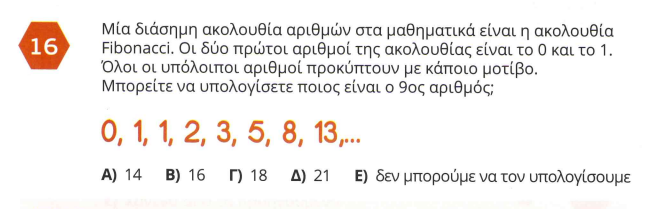 16
Μία διάσημη ακολουθία αριθμών στα μαθηματικά είναι η ακολουθία
Fibonacci. Οι δύο πρώτοι αριθμοί της ακολουθίας είναι το 0 και το 1.
Όλοι οι υπόλοιποι αριθμοί προκύπτουν με κάποιο μοτίβο.
Μπορείτε να υπολογίσετε ποιος είναι ο 9ος αριθμός;
0, 1, 1, 2, 3, 5, 8, 13,...
Α) 14 Β) 16 Γ) 18 Δ) 21 Ε) δεν μπορούμε να τον υπολογίσουμε